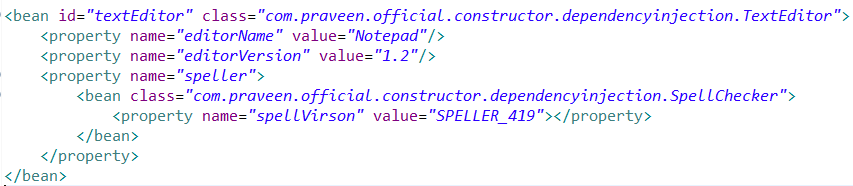 <bean id="textEditor" class="com.praveen.official.constructor.dependencyinjection.TextEditor">
    <property name="editorName" value="Notepad"/>
    <property name="editorVersion" value="1.2"/>
    <property name="speller">
        <bean class="com.praveen.official.constructor.dependencyinjection.SpellChecker">
            <property name="spellVirson" value="SPELLER_419"></property>
        </bean>
    </property>
</bean>